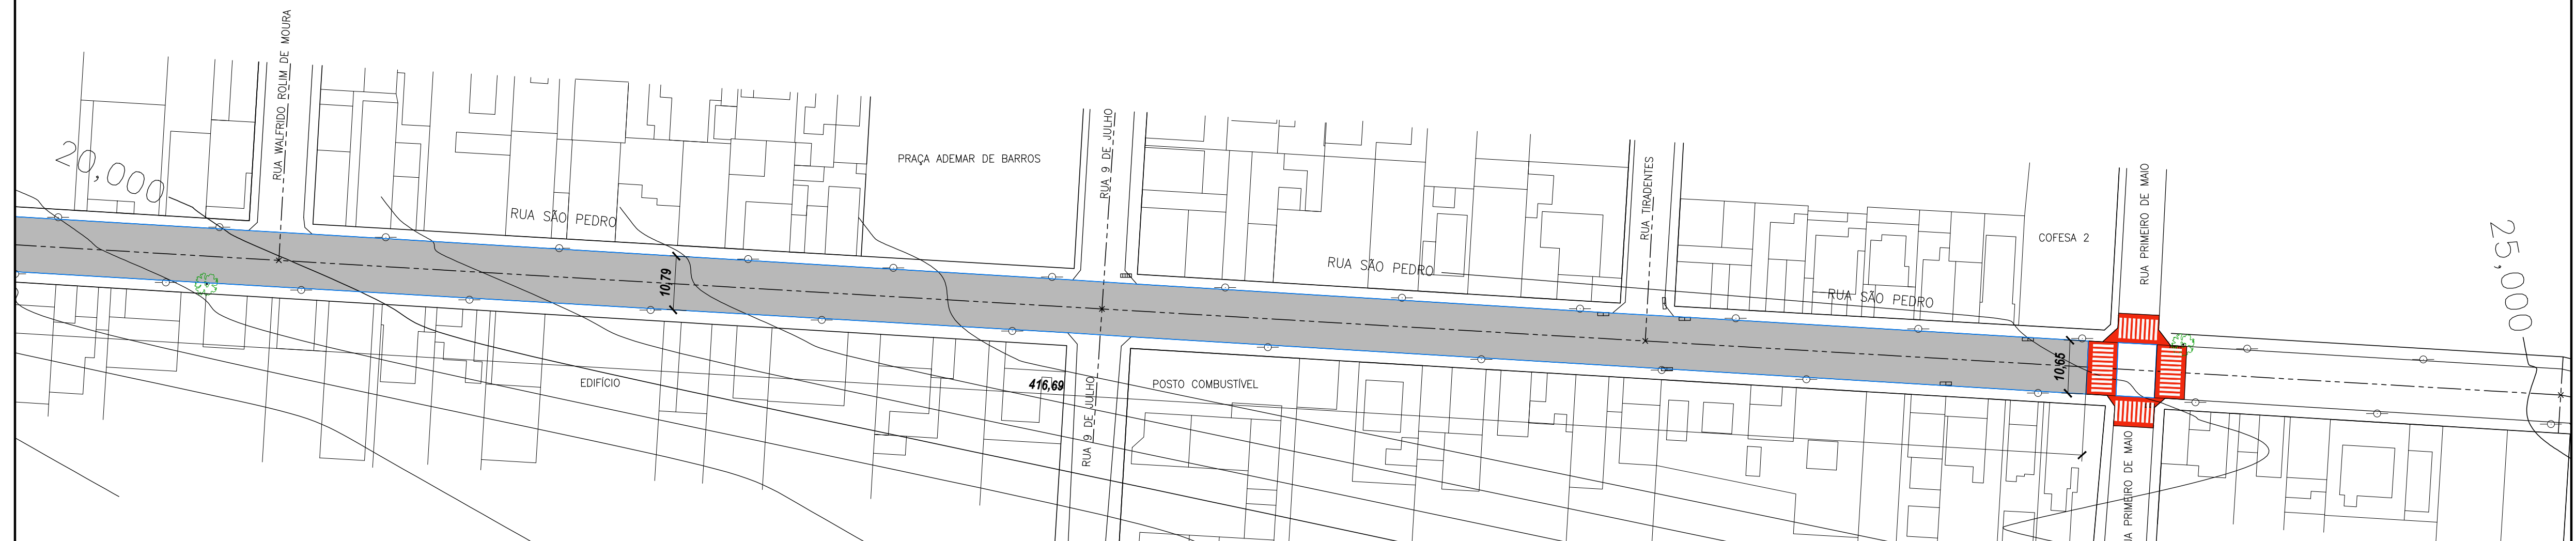 RUA WALFRIDO ROLIM DE MOURA
20,000
RUA SÃO PEDRO
10,79
EDIFÍCIO
PRAÇA ADEMAR DE BARROS
RUA 9 DE JULHO
416,69
RUA 9 DE JULHO
POSTO COMBUSTÍVEL
RUA SÃO PEDRO
RUA TIRADENTES
RUA SÃO PEDRO
COFESA 2
10,65
RUA PRIMEIRO DE MAIO
RUA PRIMEIRO DE MAIO
25,000